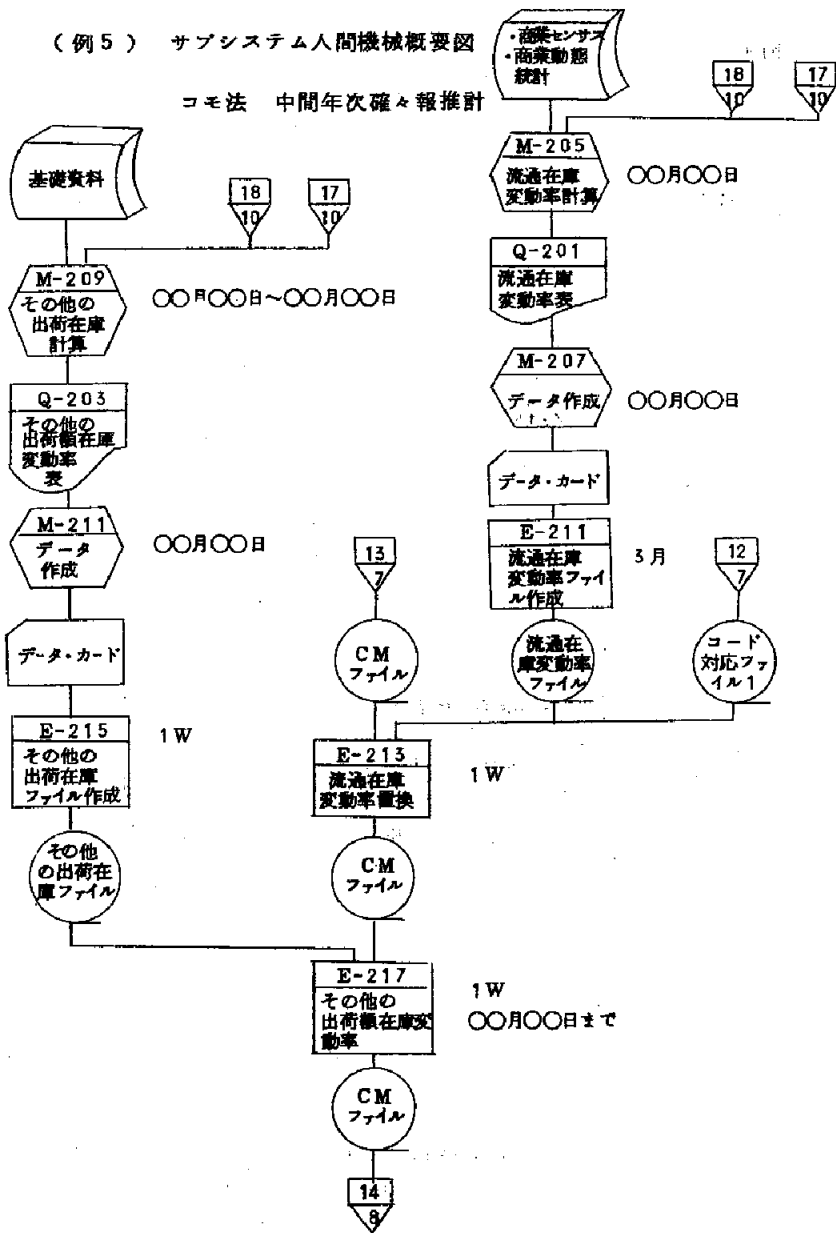 (例5) サブシステム人間機械概要図
コモ法 中間年次確々報推計
・商業センサス
・商業動態
統計
18
10
17
10
M-205
流通在庫
変動率計算
〇〇月〇〇日
Q-201
流通在庫
変動率表
M-207
データ作成
〇〇月〇〇日
データ・カード
E-211
流通在庫
変動率ファイ
ル作成
3月
流通在
庫変動率
ファイル
12
7
コード
対応ファ
イル1
基礎資料
18
10
17
10
M-209
その他の
出荷在庫
計算
〇〇月〇〇日~〇〇月〇〇日
Q-203
その他の
出荷額在庫
変動率
表
M-211
データ
作成
〇〇月〇〇日
データ・カード
E-215
その他の
出荷在庫
ファイル作成
1W
その他
の出荷在
庫ファイル
13
7
CM
ファイル
E-213
流通在庫
変動率置換
1W
CM
ファイル
E-217
その他の
出荷額在庫変
動率
1W
〇〇月〇〇日まで
CM
ファイル
14
8